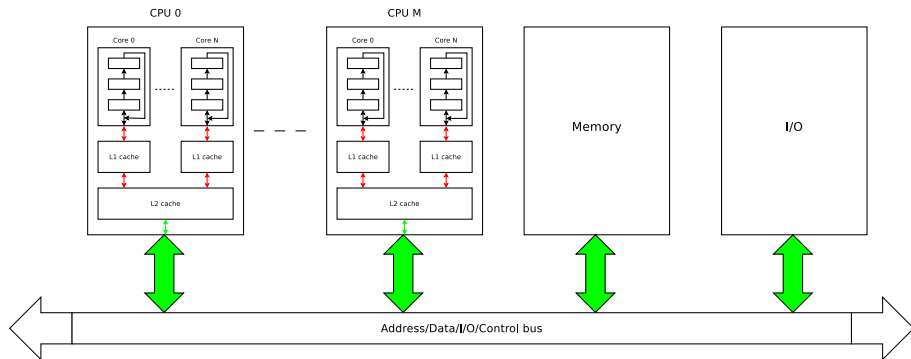 CPU 0
CPU M
Core 0
Core N
Core 0
Core N
Memory
I/O
L1 cache
L1 cache
L1 cache
L1 cache
L2 cache
L2 cache
Address/Data/I/O/Control bus